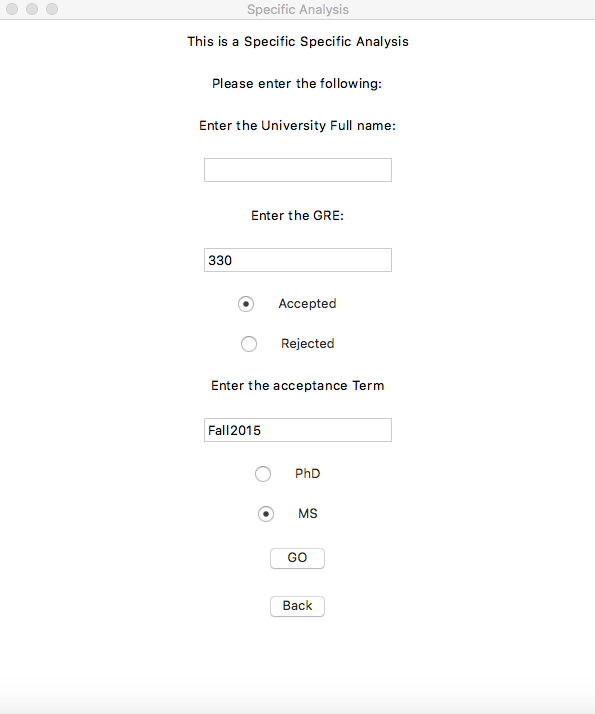 Specific Analysis
This is a Specific Specific Analysis
Please enter the following:
Enter the University Full name:
Enter the GRE:
330
Accepted
Rejected
Enter the acceptance Term
Fall2015
PhD
MS
GO
Back